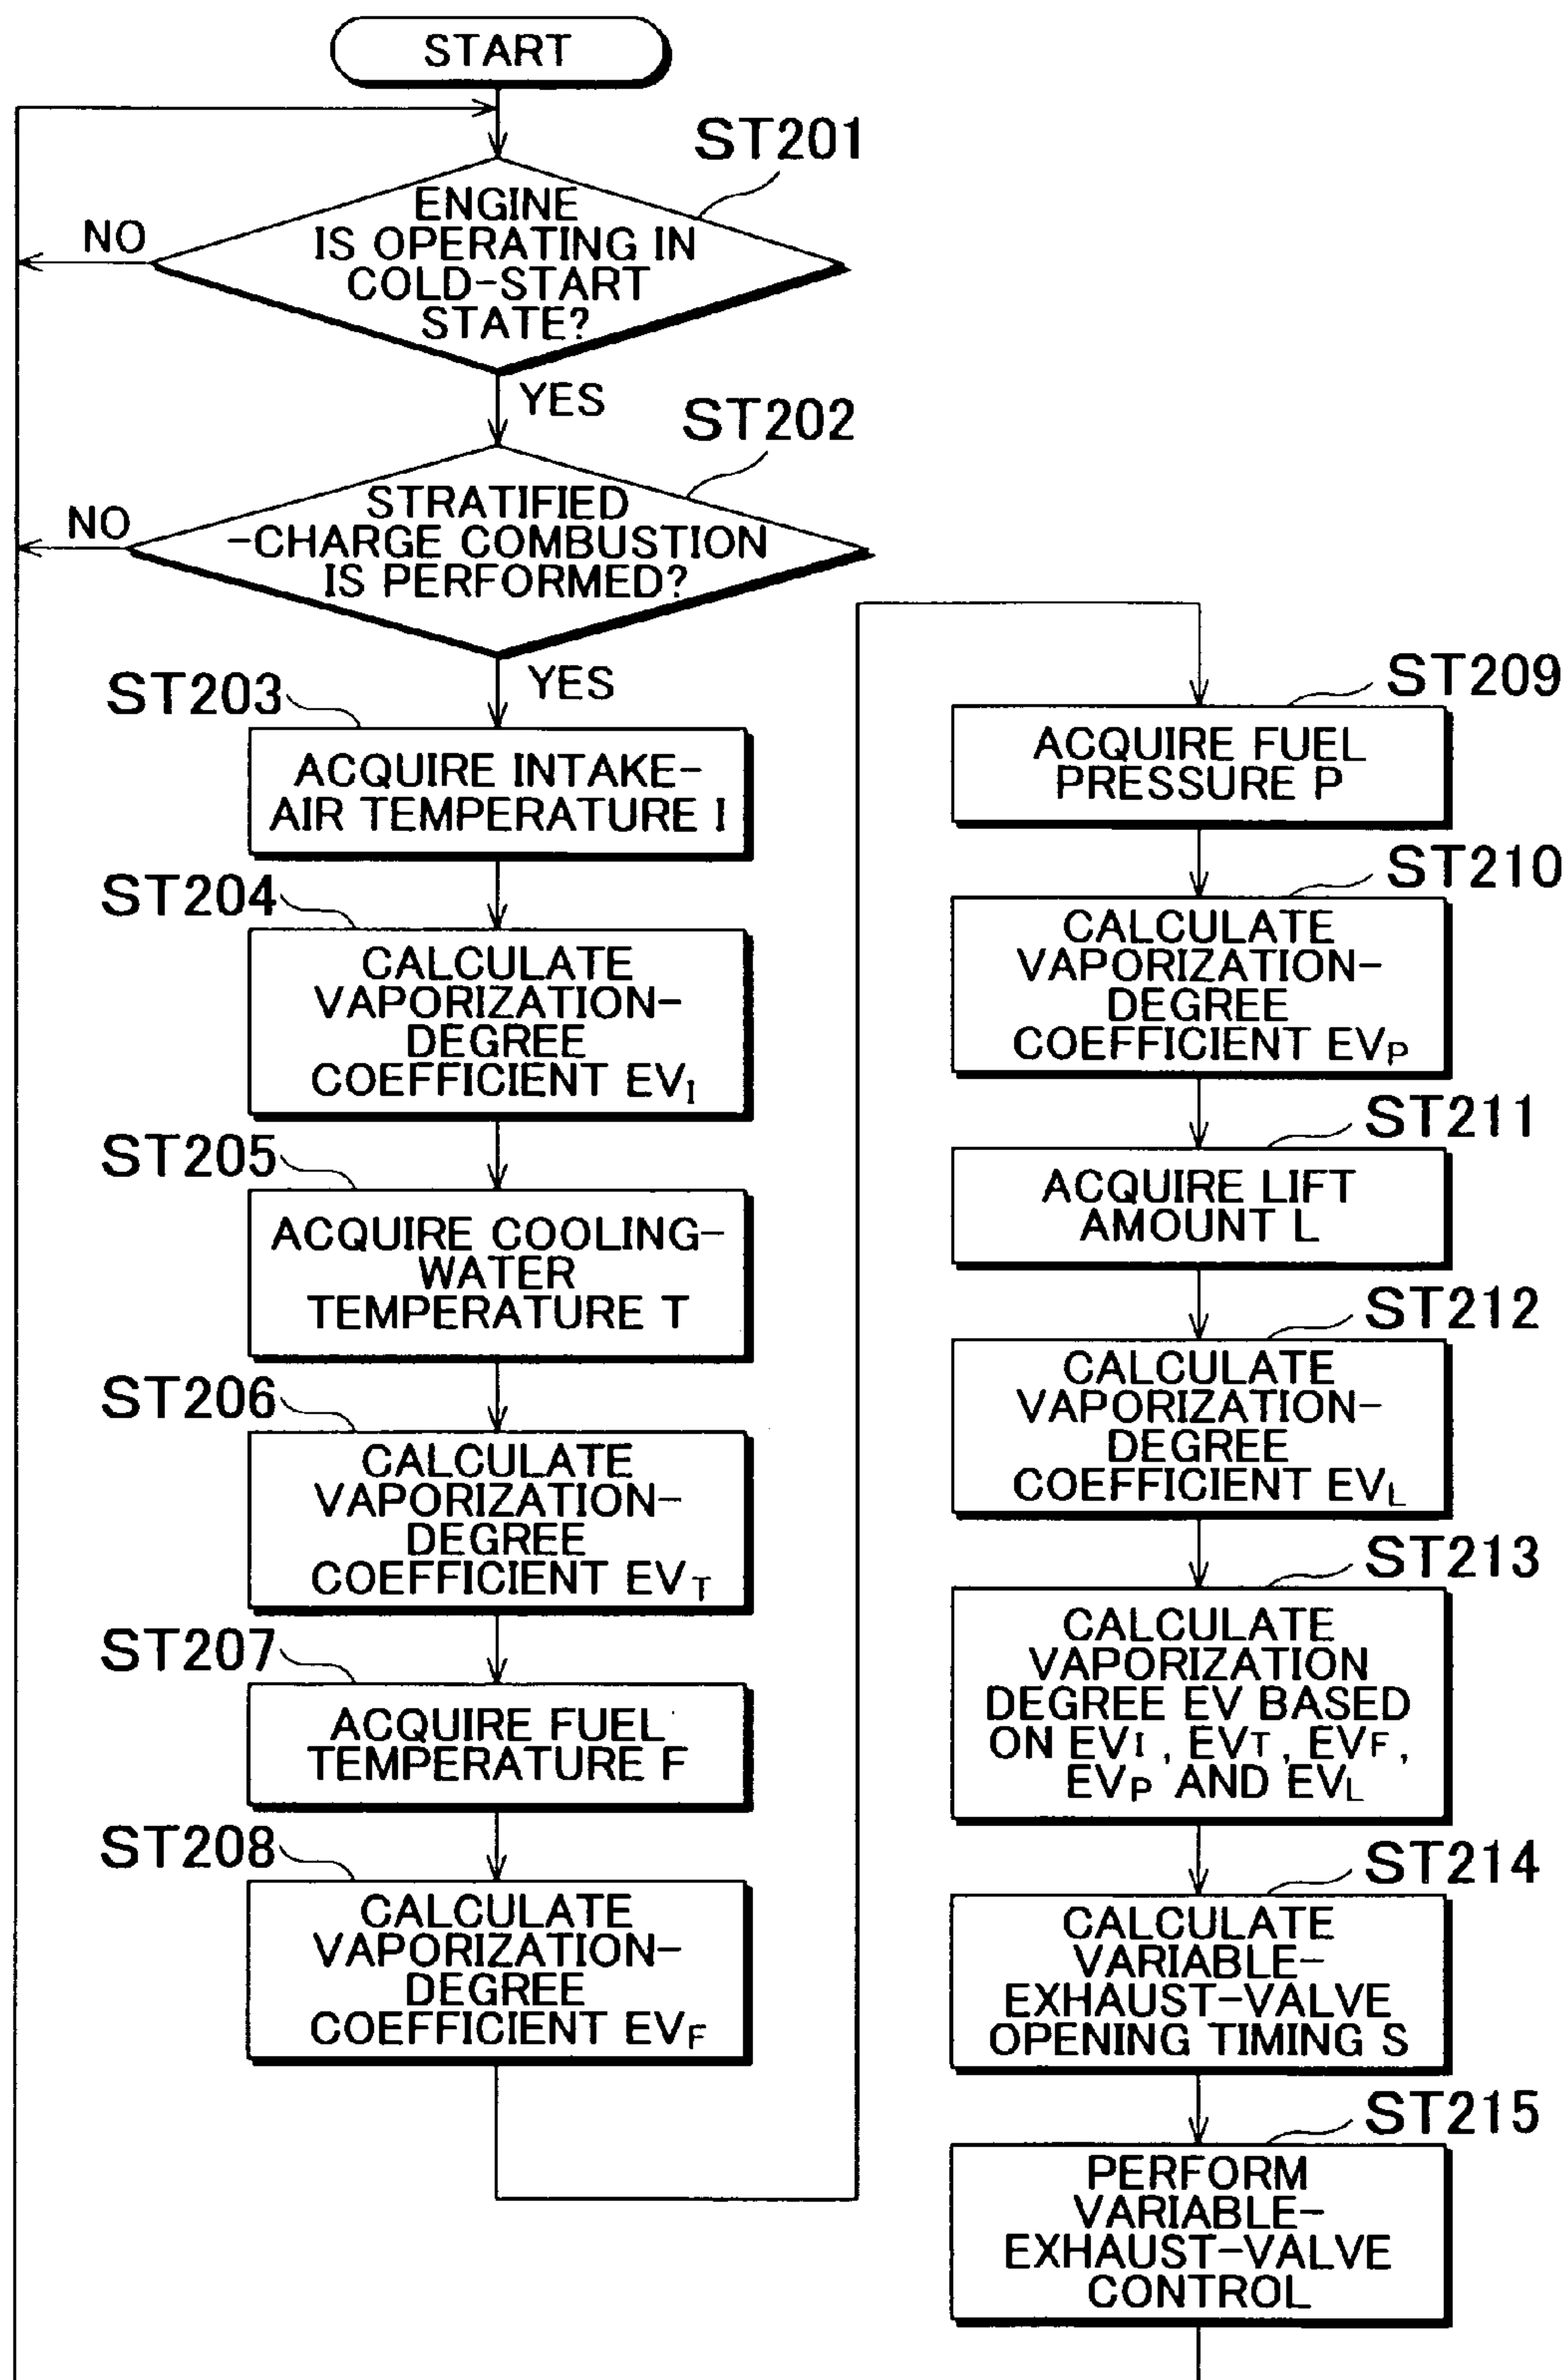 START
ST201
ENGINE
IS OPERATING IN
COLD-START
STATE?
NO
YES
ST202
STRATIFIED
-CHARGE COMBUSTION
IS PERFORMED?
NO
YES
ST203
ACQUIRE INTAKE-
AIR TEMPERATURE I
ST204
CALCULATE
VAPORIZATION-
DEGREE
COEFFICIENT EVI
ST205
ACQUIRE COOLING-
WATER
TEMPERATURE T
ST206
CALCULATE
VAPORIZATION-
DEGREE
COEFFICIENT EVT
ST207
ACQUIRE FUEL
TEMPERATURE F
ST208
CALCULATE
VAPORIZATION-
DEGREE
COEFFICIENT EVF
ST209
ACQUIRE FUEL
PRESSURE P
ST210
CALCULATE
VAPORIZATION-
DEGREE
COEFFICIENT EVP
ST211
ACQUIRE LIFT
AMOUNT L
ST212
CALCULATE
VAPORIZATION-
DEGREE
COEFFICIENT EVL
ST213
CALCULATE
VAPORIZATION
DEGREE EV BASED
ON EVI, EVT, EVF,
EVP AND EVL
ST214
CALCULATE
VARIABLE-
EXHAUST-VALVE
OPENING TIMING S
ST215
PERFORM
VARIABLE-
EXHAUST-VALVE
CONTROL